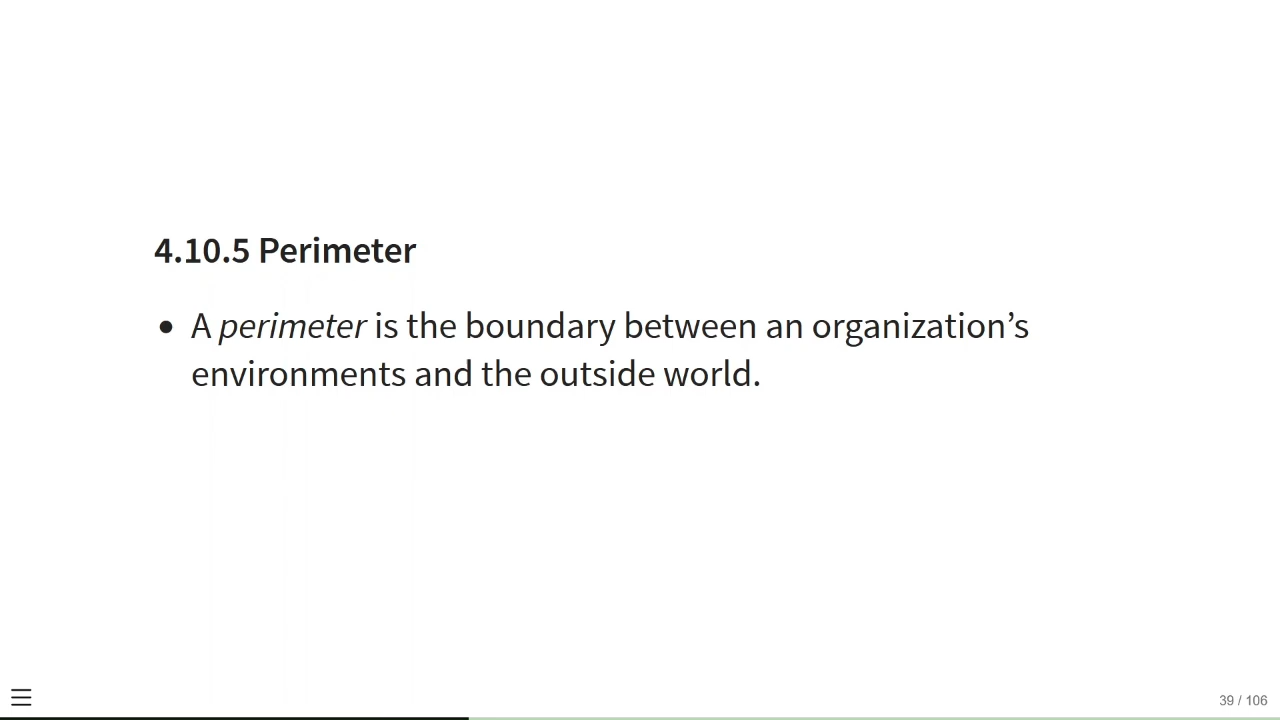 4.10.5 Perimeter
• A perimeter is the boundary between an organization’s
environments and the outside world.
39 / 106